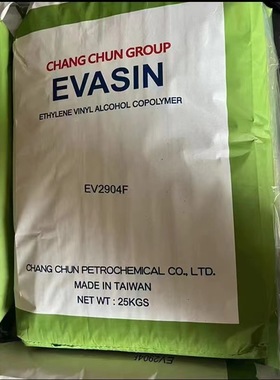 CHANG CHUN GROUP
EVASIN
ETHYLENE VINYL ALCOHOL COPOLYMER
EV2904F
CHANG CHUN PETROCHEMICAL CO., LTD.
MADE IN TAIWAN
NET WT : 25KGS
EV2904F